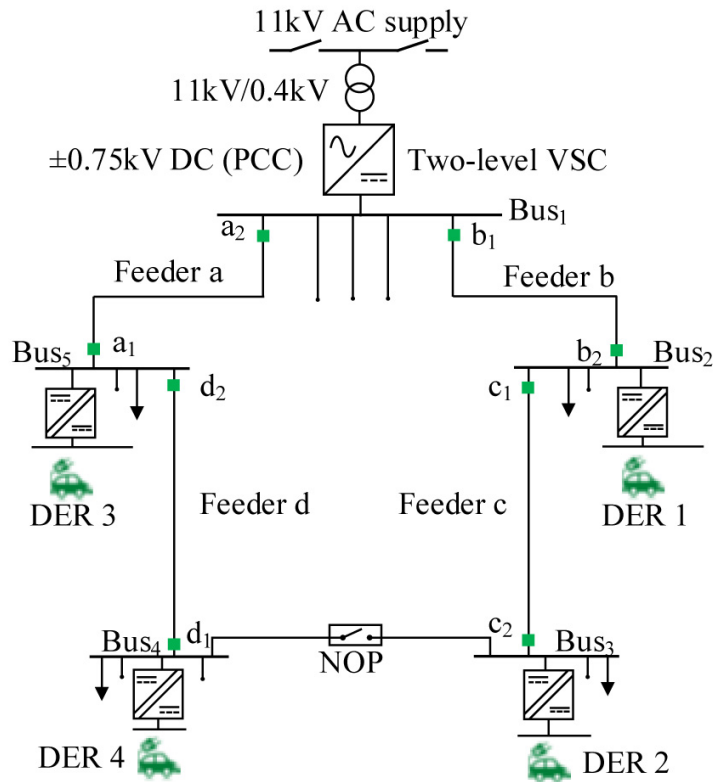 11kV AC supply
11kV/0.4kV
±0.75kV DC (PCC)
Two-level VSC
Bus₁
a₂
b₁
Feeder a
Feeder b
Bus₅
a₁
b₂
Bus₂
d₂
c₁
DER 3
DER 1
Feeder d
Feeder c
Bus₄
d₁
NOP
c₂
Bus₃
DER 4
DER 2